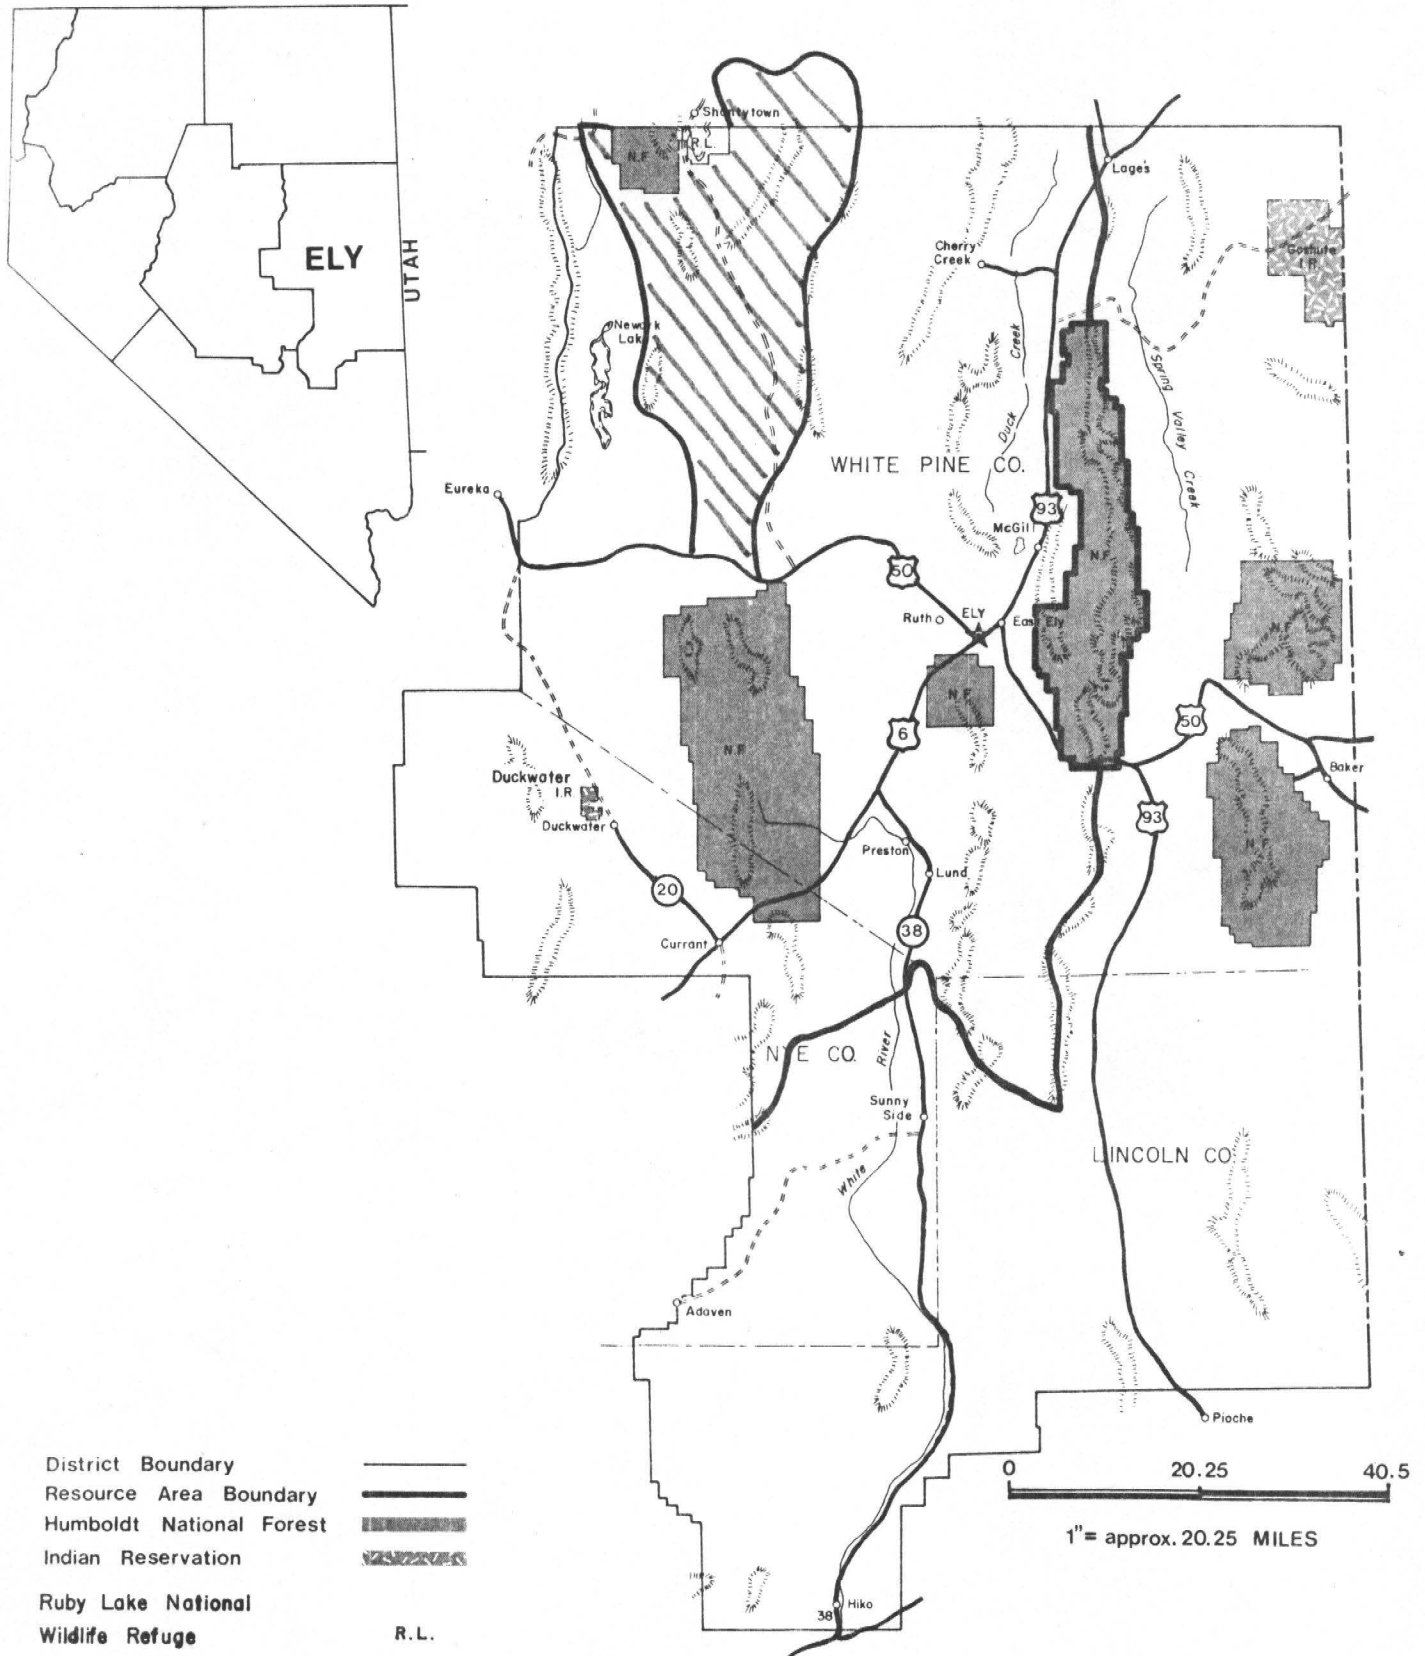 ELY
UTAH
Shantytown
N.F.
R.L.
Lage's
Cherry
Creek
Goshute
I.R.
Newark
Lake
Duck Creek
Spring Valley Creek
WHITE PINE CO.
Eureka
93
McGill
N.F.
50
Ruth
ELY
East Ely
N.F.
N.F.
6
50
N.F.
Duckwater
I.R
Baker
Duckwater
93
Preston
N.F.
Lund
20
38
Currant
NYE CO.
White River
Sunny
Side
LINCOLN CO.
Adaven
Pioche
Hiko
38
District Boundary
Resource Area Boundary
Humboldt National Forest
Indian Reservation
Ruby Lake National
Wildlife Refuge R.L.
0 20.25 40.5
1"= approx. 20.25 MILES